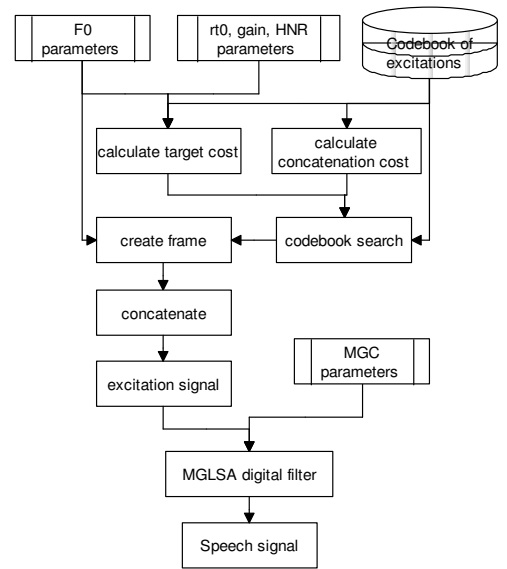 F0
parameters
rt0, gain, HNR
parameters
Codebook of
excitations
calculate target cost
calculate
concatenation cost
create frame
codebook search
concatenate
excitation signal
MGC
parameters
MGLSA digital filter
Speech signal